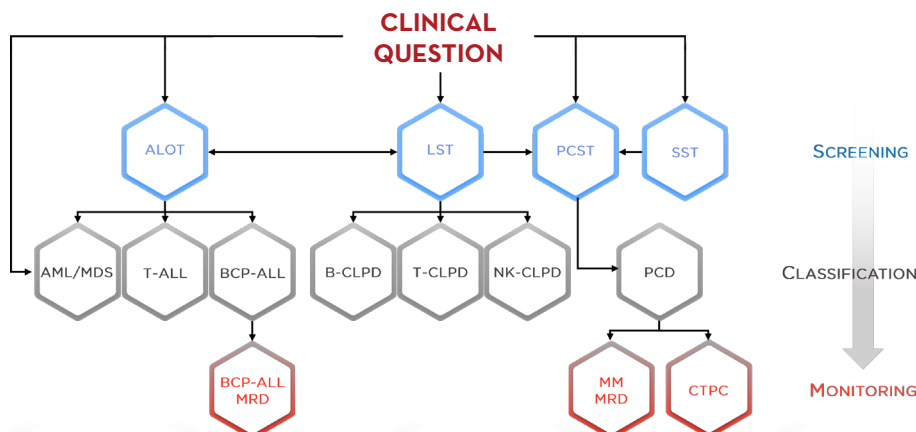 CLINICAL
QUESTION
ALOT
LST
PCST
SST
SCREENING
AML/MDS
T-ALL
BCP-ALL
B-CLPD
T-CLPD
NK-CLPD
PCD
CLASSIFICATION
BCP-ALL
MRD
MM
MRD
CTPC
MONITORING